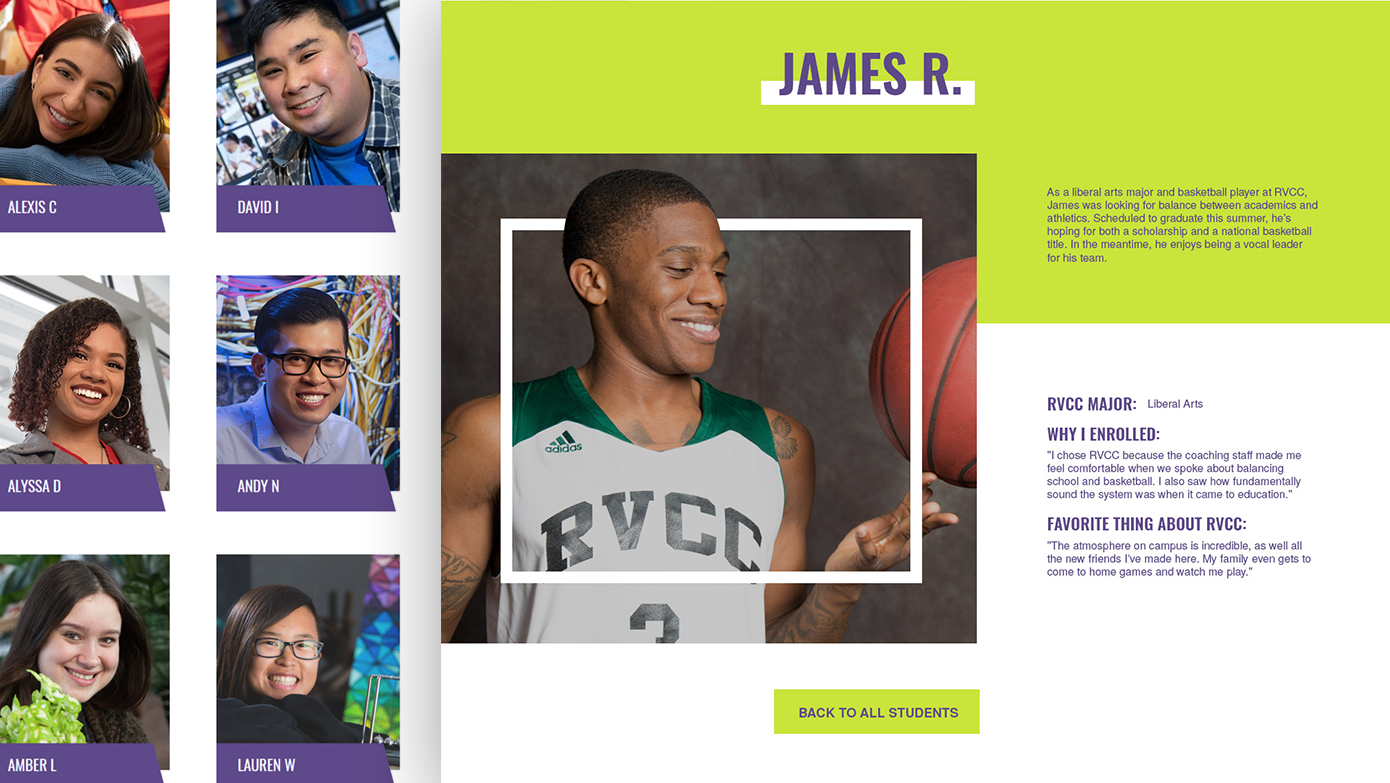 ALEXIS C
DAVID I
ALYSSA D
ANDY N
AMBER L
LAUREN W
JAMES R.
As a liberal arts major and basketball player at RVCC,
James was looking for balance between academics and
athletics. Scheduled to graduate this summer, he's
hoping for both a scholarship and a national basketball
title. In the meantime, he enjoys being a vocal leader
for his team.
adidas
RVCC
3
RVCC MAJOR: Liberal Arts
WHY I ENROLLED:
"I chose RVCC because the coaching staff made me
feel comfortable when we spoke about balancing
school and basketball. I also saw how fundamentally
sound the system was when it came to education."
FAVORITE THING ABOUT RVCC:
"The atmosphere on campus is incredible, as well all
the new friends I've made here. My family even gets to
come to home games and watch me play."
BACK TO ALL STUDENTS